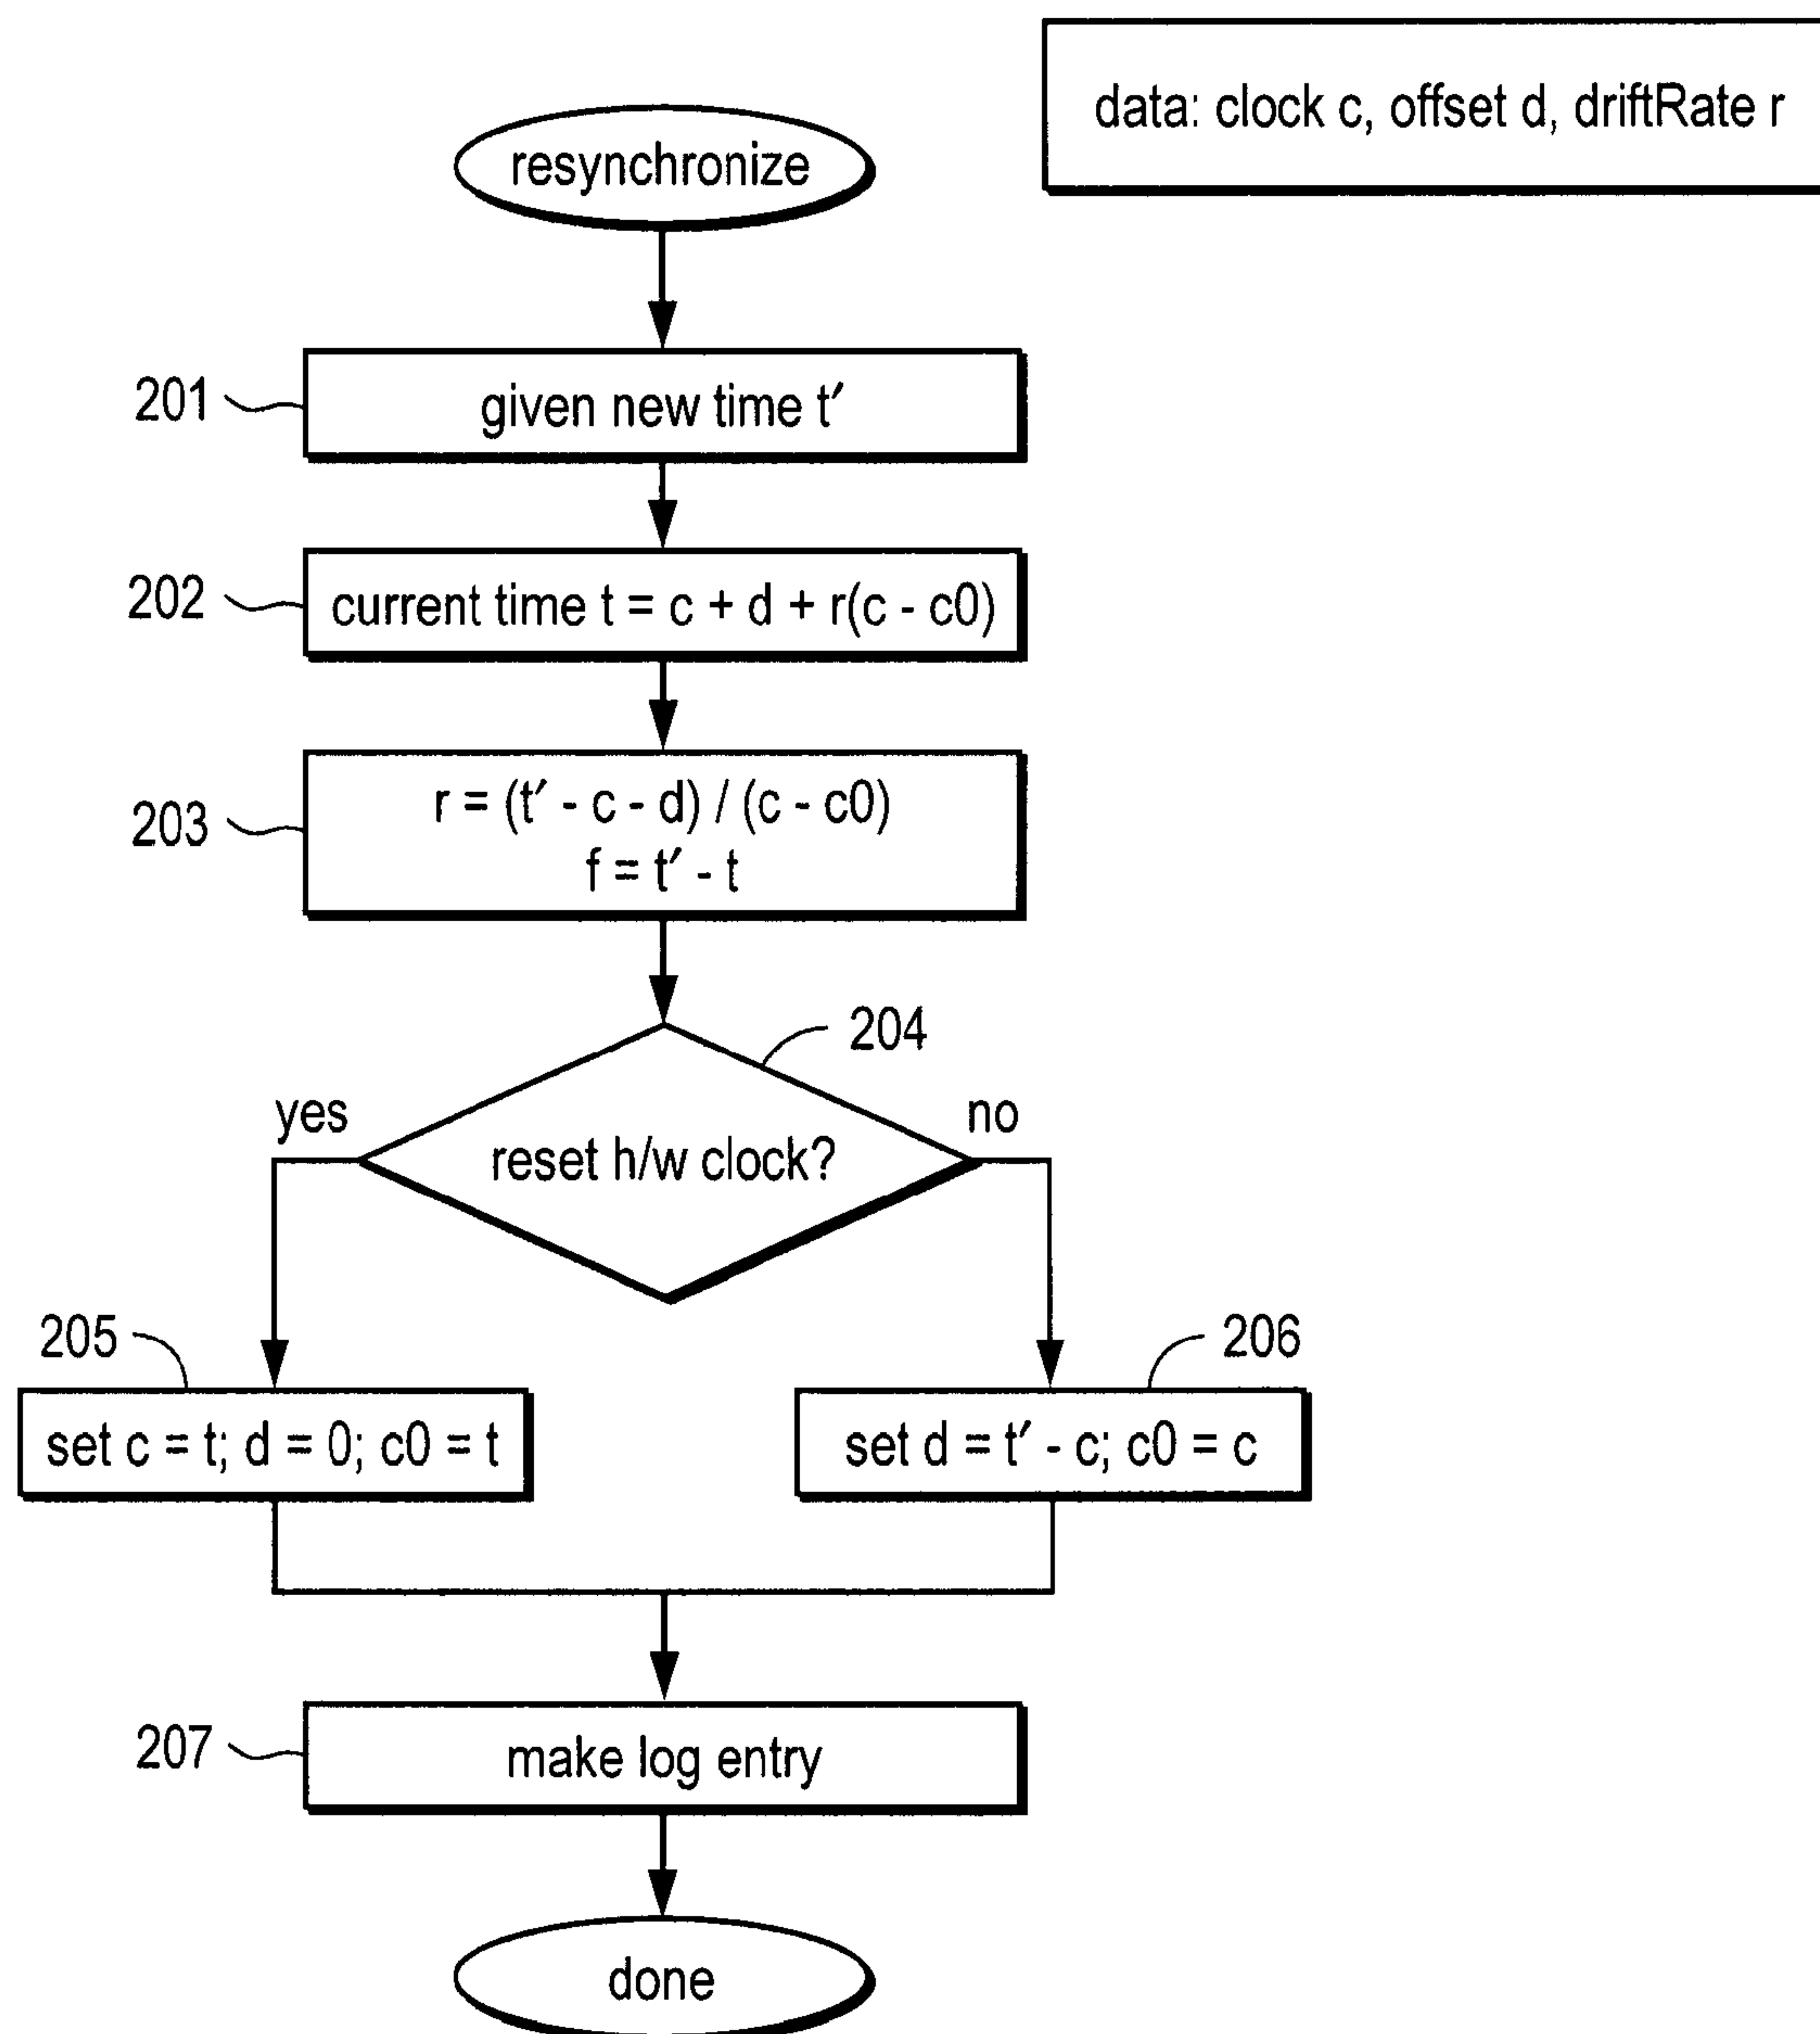 data: clock c, offset d, driftRate r
resynchronize
201
given new time t′
202
current time t = c + d + r(c - c0)
203
r = (t′ - c - d) / (c - c0)
f = t′ - t
204
yes
no
reset h/w clock?
205
206
set c = t; d = 0; c0 = t
set d = t′ - c; c0 = c
207
make log entry
done